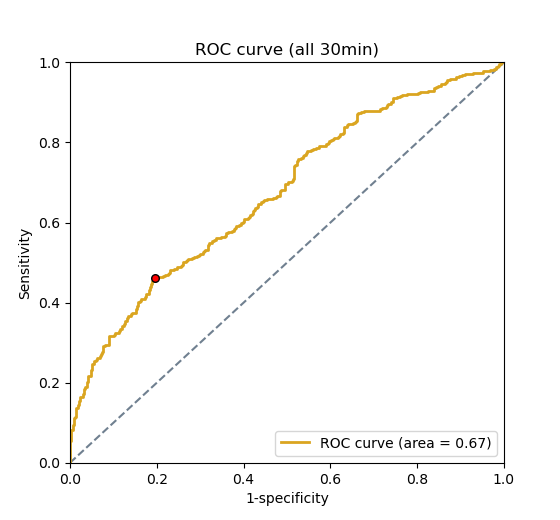 ROC curve (all 30min)
1.0
0.8
0.6
0.4
0.2
0.0
Sensitivity
ROC curve (area = 0.67)
0.0 0.2 0.4 0.6 0.8 1.0
1-specificity